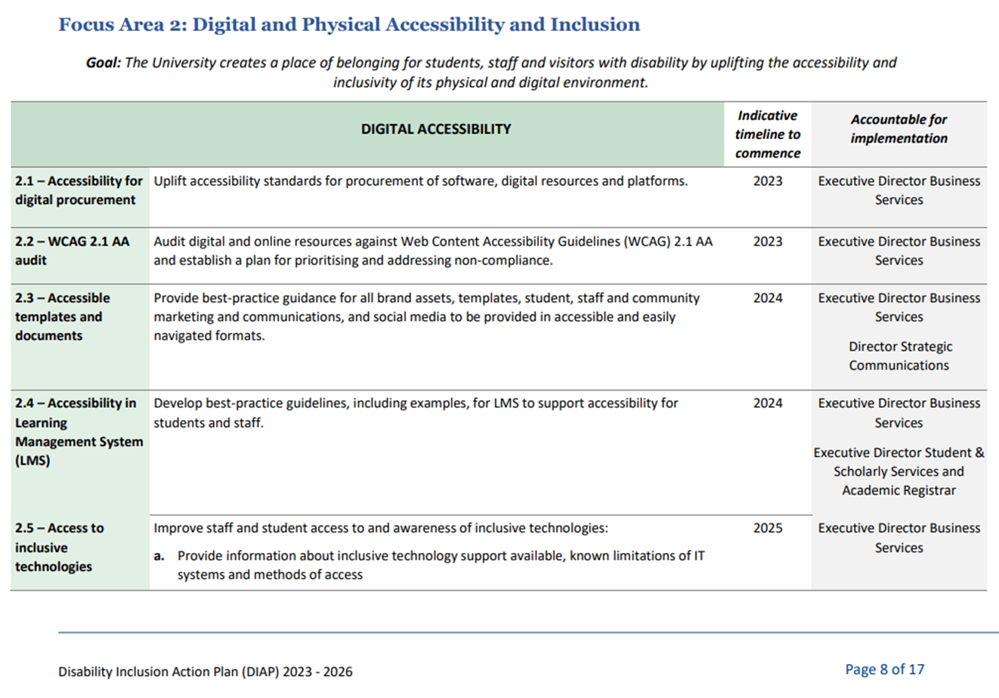 Focus Area 2: Digital and Physical Accessibility and Inclusion
Goal: The University creates a place of belonging for students, staff and visitors with disability by uplifting the accessibility and
inclusivity of its physical and digital environment.
DIGITAL ACCESSIBILITY
Indicative
timeline to
commence
Accountable for
implementation
2.1 – Accessibility for
digital procurement
Uplift accessibility standards for procurement of software, digital resources and platforms.
2023
Executive Director Business
Services
2.2 – WCAG 2.1 AA
audit
Audit digital and online resources against Web Content Accessibility Guidelines (WCAG) 2.1 AA
and establish a plan for prioritising and addressing non-compliance.
2023
Executive Director Business
Services
2.3 – Accessible
templates and
documents
Provide best-practice guidance for all brand assets, templates, student, staff and community
marketing and communications, and social media to be provided in accessible and easily
navigated formats.
2024
Executive Director Business
Services
Director Strategic
Communications
2.4 – Accessibility in
Learning
Management System
(LMS)
Develop best-practice guidelines, including examples, for LMS to support accessibility for
students and staff.
2024
Executive Director Business
Services
Executive Director Student &
Scholarly Services and
Academic Registrar
2.5 – Access to
inclusive
technologies
Improve staff and student access to and awareness of inclusive technologies:
a. Provide information about inclusive technology support available, known limitations of IT
systems and methods of access
2025
Executive Director Business
Services
Disability Inclusion Action Plan (DIAP) 2023 - 2026
Page 8 of 17